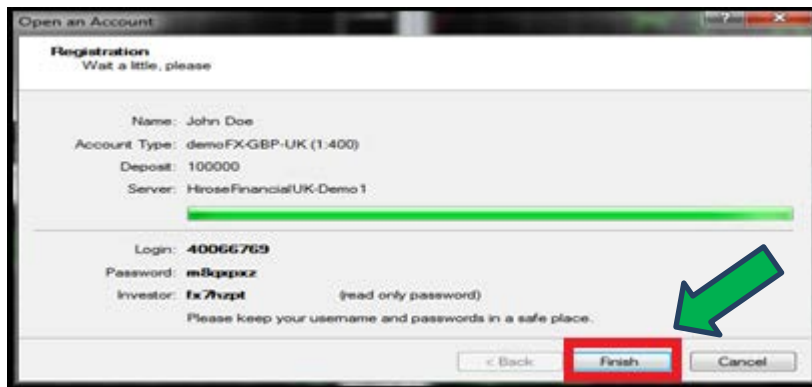 Open an Account
Registration
Wait a little, please
Name: John Doe
Account Type: demoFX-GBP-UK (1:400)
Deposit: 100000
Server: HiroseFinancialUK-Demo1
Login: 40066769
Password:
Investor: fx7hzpt (read only password)
Please keep your username and passwords in a safe place.
< Back Finish Cancel